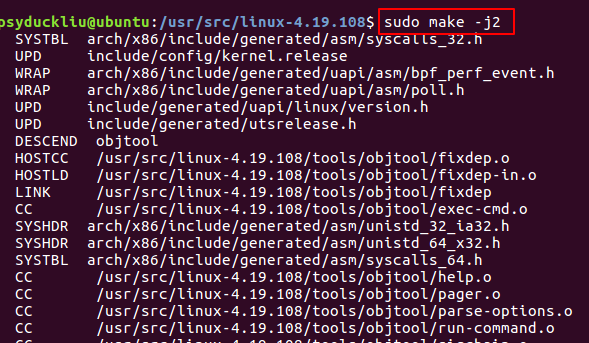 psyduckliu@ubuntu:/usr/src/linux-4.19.108$ sudo make -j2
SYSTBL arch/x86/include/generated/asm/syscalls_32.h
UPD include/config/kernel.release
WRAP arch/x86/include/generated/uapi/asm/bpf_perf_event.h
WRAP arch/x86/include/generated/uapi/asm/poll.h
UPD include/generated/uapi/linux/version.h
UPD include/generated/utsrelease.h
DESCEND objtool
HOSTCC /usr/src/linux-4.19.108/tools/objtool/fixdep.o
HOSTLD /usr/src/linux-4.19.108/tools/objtool/fixdep-in.o
LINK /usr/src/linux-4.19.108/tools/objtool/fixdep
CC /usr/src/linux-4.19.108/tools/objtool/exec-cmd.o
SYSHDR arch/x86/include/generated/asm/unistd_32_ia32.h
SYSHDR arch/x86/include/generated/asm/unistd_64_x32.h
SYSTBL arch/x86/include/generated/asm/syscalls_64.h
CC /usr/src/linux-4.19.108/tools/objtool/help.o
CC /usr/src/linux-4.19.108/tools/objtool/pager.o
CC /usr/src/linux-4.19.108/tools/objtool/parse-options.o
CC /usr/src/linux-4.19.108/tools/objtool/run-command.o